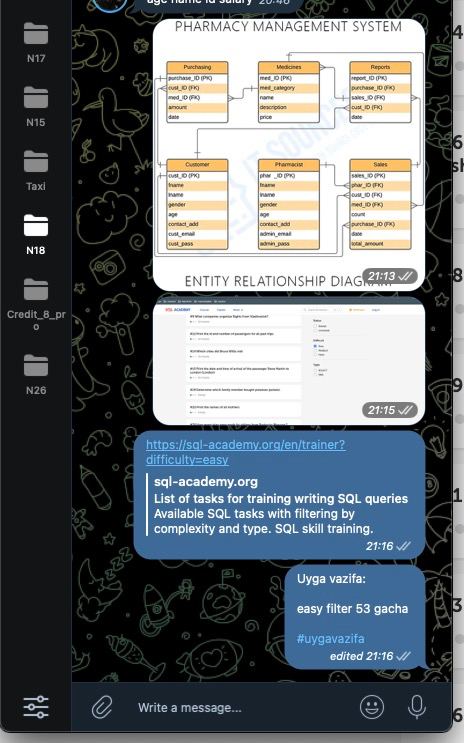 age name id salary 20:46
PHARMACY MANAGEMENT SYSTEM
Purchasing
purchase_ID (PK)
cust_ID (FK)
med_ID (FK)
amount
date
Medicines
med_ID (PK)
med_category
name
description
price
Reports
report_ID (PK)
purchase (FK)
sales_ID (FK)
cust_ID (FK)
date
Customer
cust_ID (PK)
fname
lname
gender
age
contact_add
cust_email
cust_pass
Pharmacist
phar _ID (PK)
fname
lname
gender
age
contact_add
admin_email
admin_pass
Sales
sales_ID (PK)
phar_ID (FK)
cust_ID (FK)
med_ID (FK)
count
purchase (FK)
date
total_amount
ENTITY RELATIONSHIP DIAGRAM
21:13
SQL ACADEMY
21:15
https://sql-academy.org/en/trainer?
difficulty=easy
sql-academy.org
List of tasks for training writing SQL queries
Available SQL tasks with filtering by
complexity and type. SQL skill training.
21:16
Uyga vazifa:
easy filter 53 gacha
#uygavazifa
edited 21:16
Write a message...
N17
N15
Taxi
N18
Credit_8_pr
o
N26